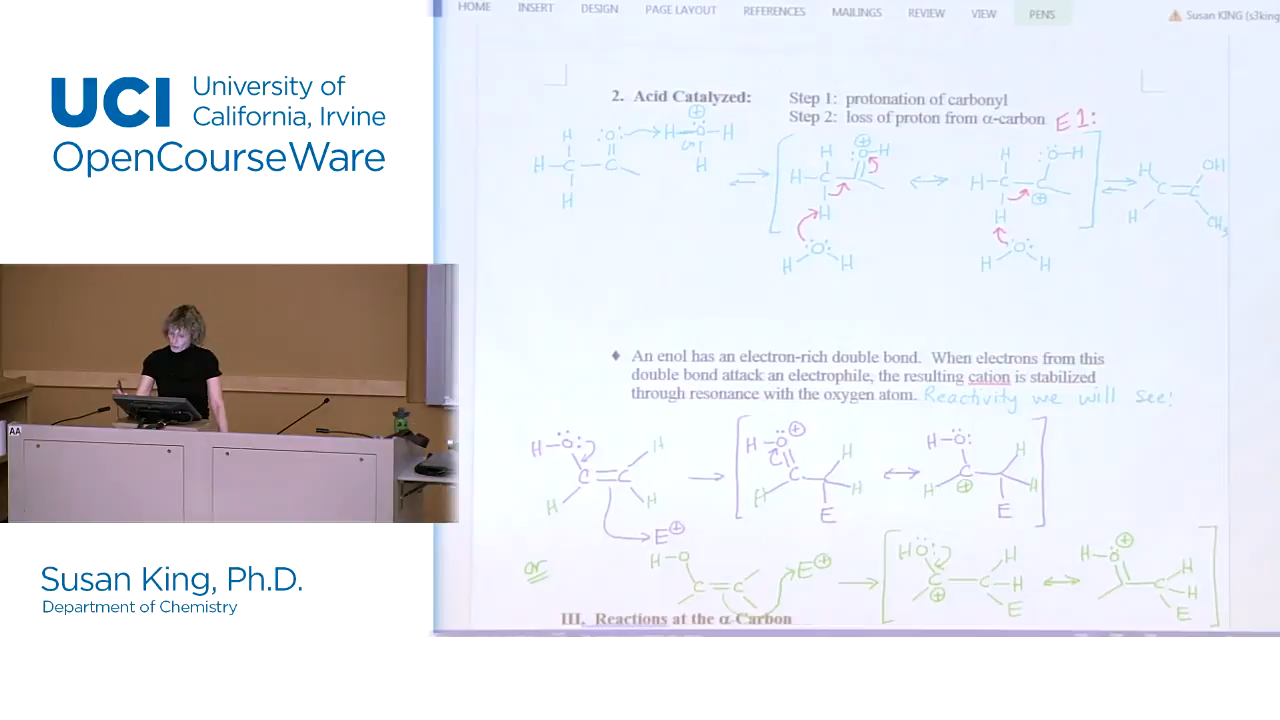 UCI University of California, Irvine
OpenCourseWare
HOME INSERT DESIGN PAGE LAYOUT REFERENCES MAILINGS REVIEW VIEW PENS
Susan KING (s3king
2. Acid Catalyzed:
Step 1: protonation of carbonyl
Step 2: loss of proton from α-carbon E1:
♦ An enol has an electron-rich double bond. When electrons from this
double bond attack an electrophile, the resulting cation is stabilized
through resonance with the oxygen atom. Reactivity we will see!
or
III. Reactions at the α-Carbon
AA
Susan King, Ph.D.
Department of Chemistry